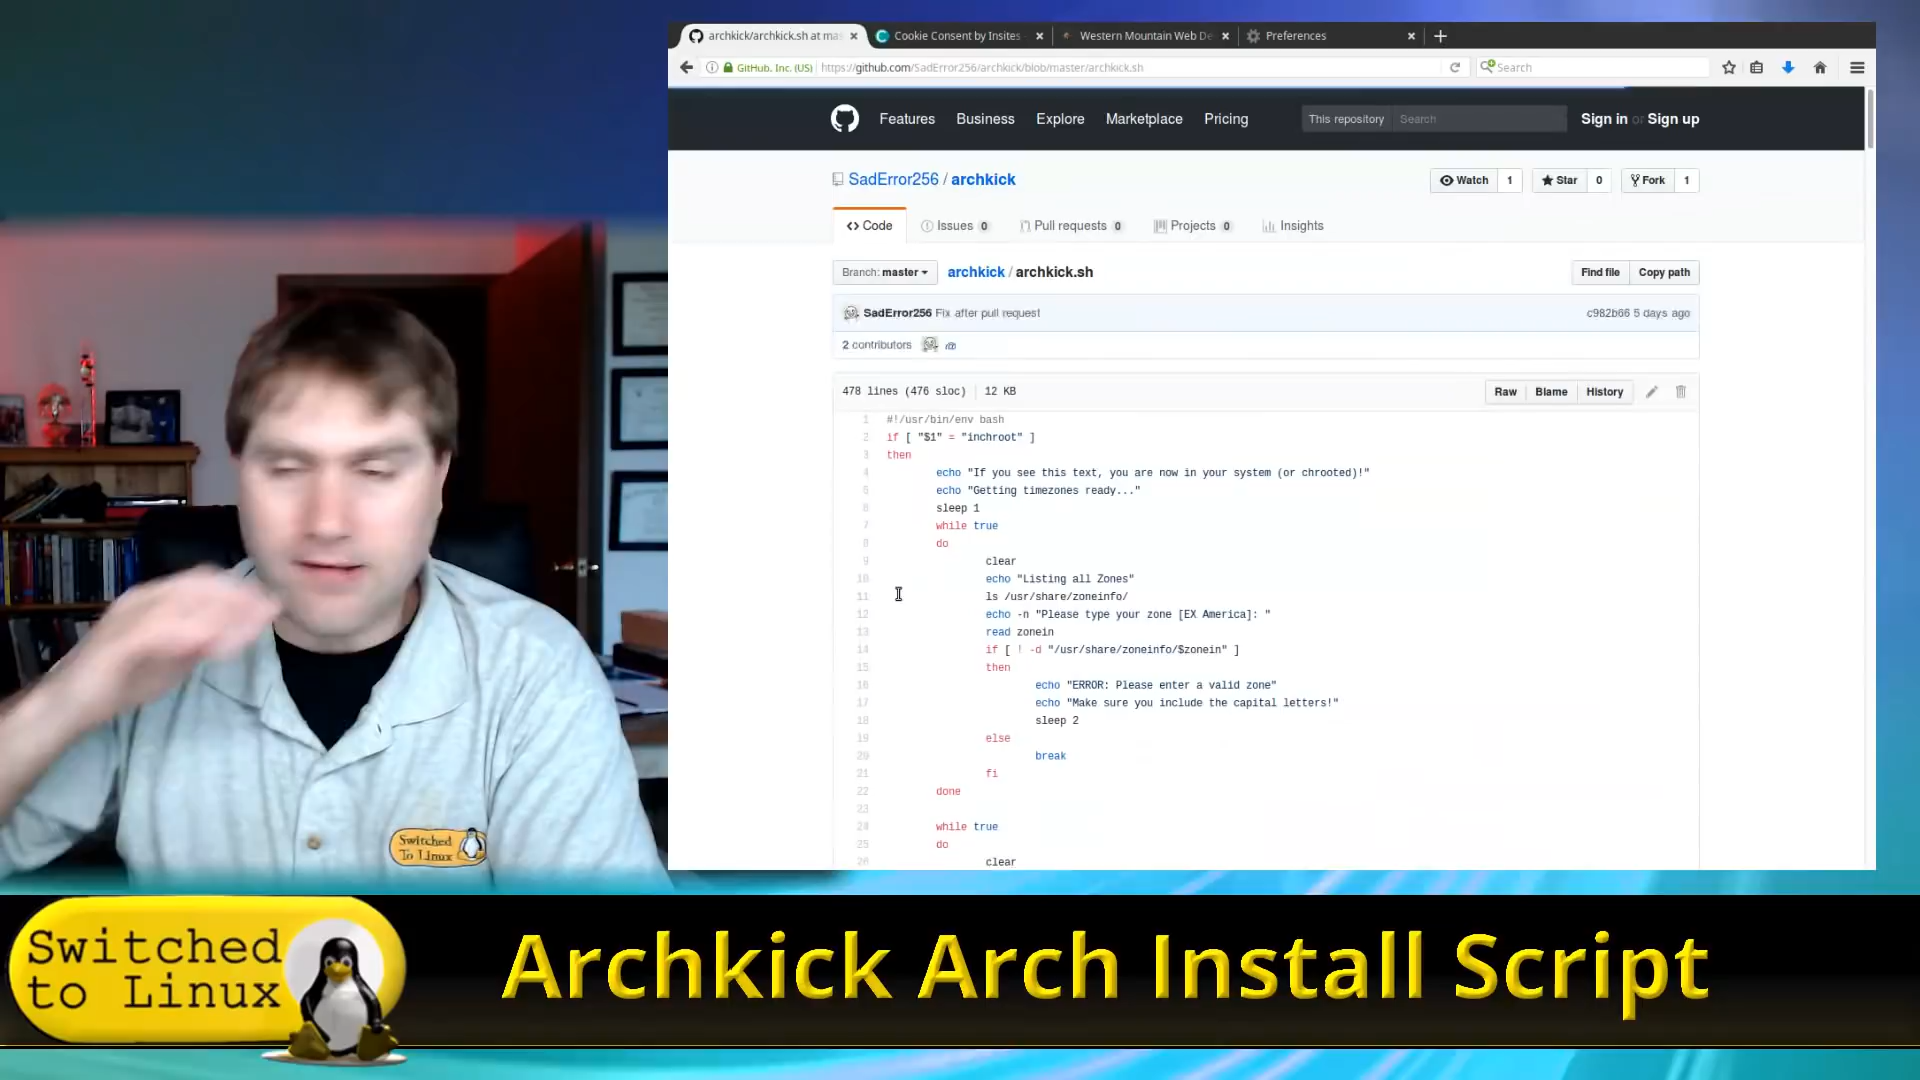 archkick/archkick.sh at mas
Cookie Consent by Insites
Western Mountain Web De
Preferences
GitHub, Inc. (US)
https://github.com/SadError256/archkick/blob/master/archkick.sh
Search
Features
Business
Explore
Marketplace
Pricing
This repository
Search
Sign in or Sign up
SadError256 / archkick
Watch 1
Star 0
Fork 1
Code
Issues 0
Pull requests 0
Projects 0
Insights
Branch: master
archkick / archkick.sh
Find file
Copy path
SadError256 Fix after pull request
c982b66 5 days ago
2 contributors
478 lines (476 sloc) 12 KB
Raw
Blame
History
1 #!/usr/bin/env bash
2 if [ "$1" = "inchroot" ]
3 then
4 echo "If you see this text, you are now in your system (or chrooted)!"
5 echo "Getting timezones ready..."
6 sleep 1
7 while true
8 do
9 clear
10 echo "Listing all Zones"
11 ls /usr/share/zoneinfo/
12 echo -n "Please type your zone [EX America]: "
13 read zonein
14 if [ ! -d "/usr/share/zoneinfo/$zonein" ]
15 then
16 echo "ERROR: Please enter a valid zone"
17 echo "Make sure you include the capital letters!"
18 sleep 2
19 else
20 break
21 fi
22 done
23
24 while true
25 do
26 clear
Switched
To Linux
Switched
to Linux
Archkick Arch Install Script